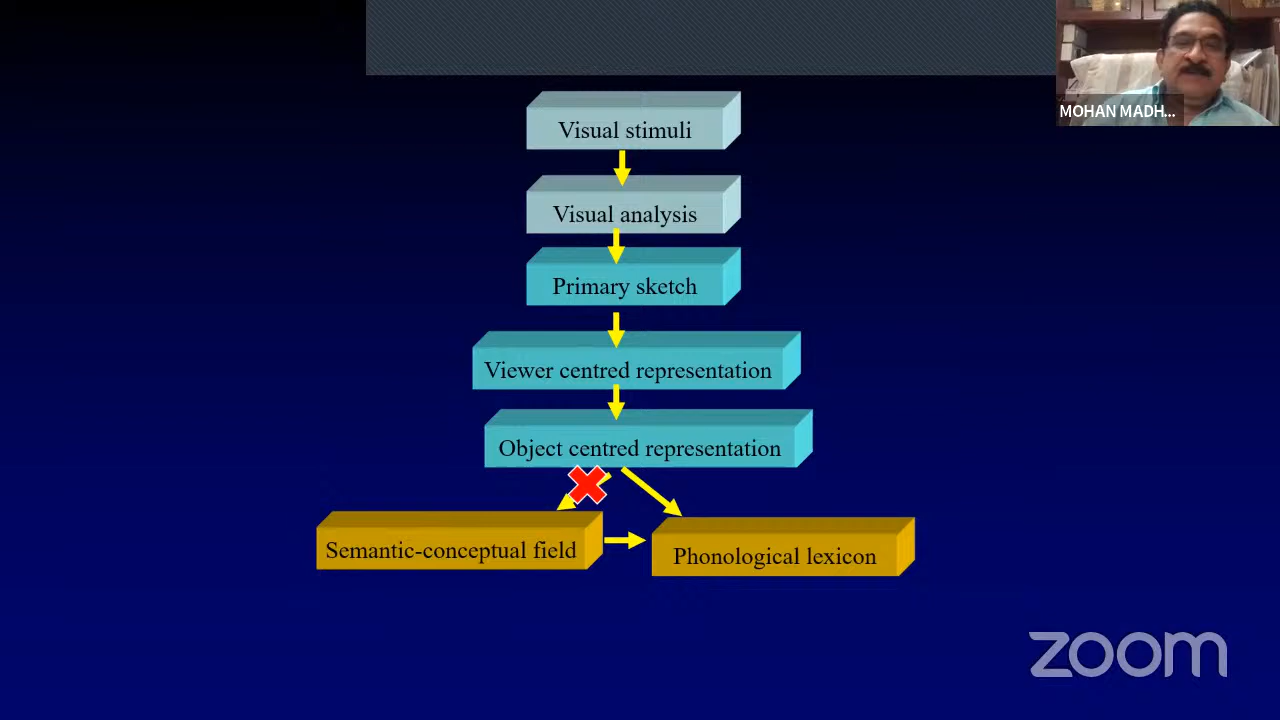 MOHAN MADH...
Visual stimuli
Visual analysis
Primary sketch
Viewer centred representation
Object centred representation
Semantic-conceptual field
Phonological lexicon
zoom